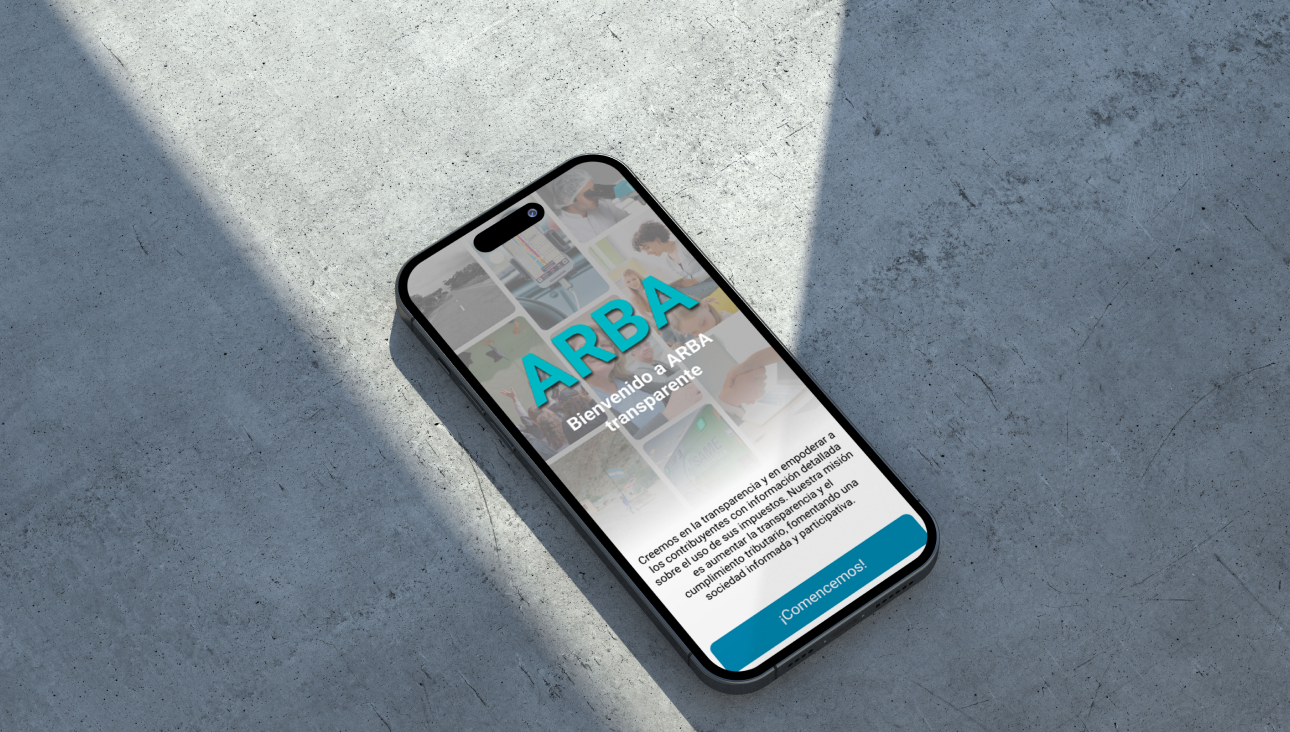 ARBA
Bienvenido a ARBA
transparente
Creemos en la transparencia y en empoderar a
los contribuyentes con información detallada
sobre el uso de sus impuestos. Nuestra misión
es aumentar la transparencia y el
cumplimiento tributario, fomentando una
sociedad informada y participativa.
¡Comencemos!